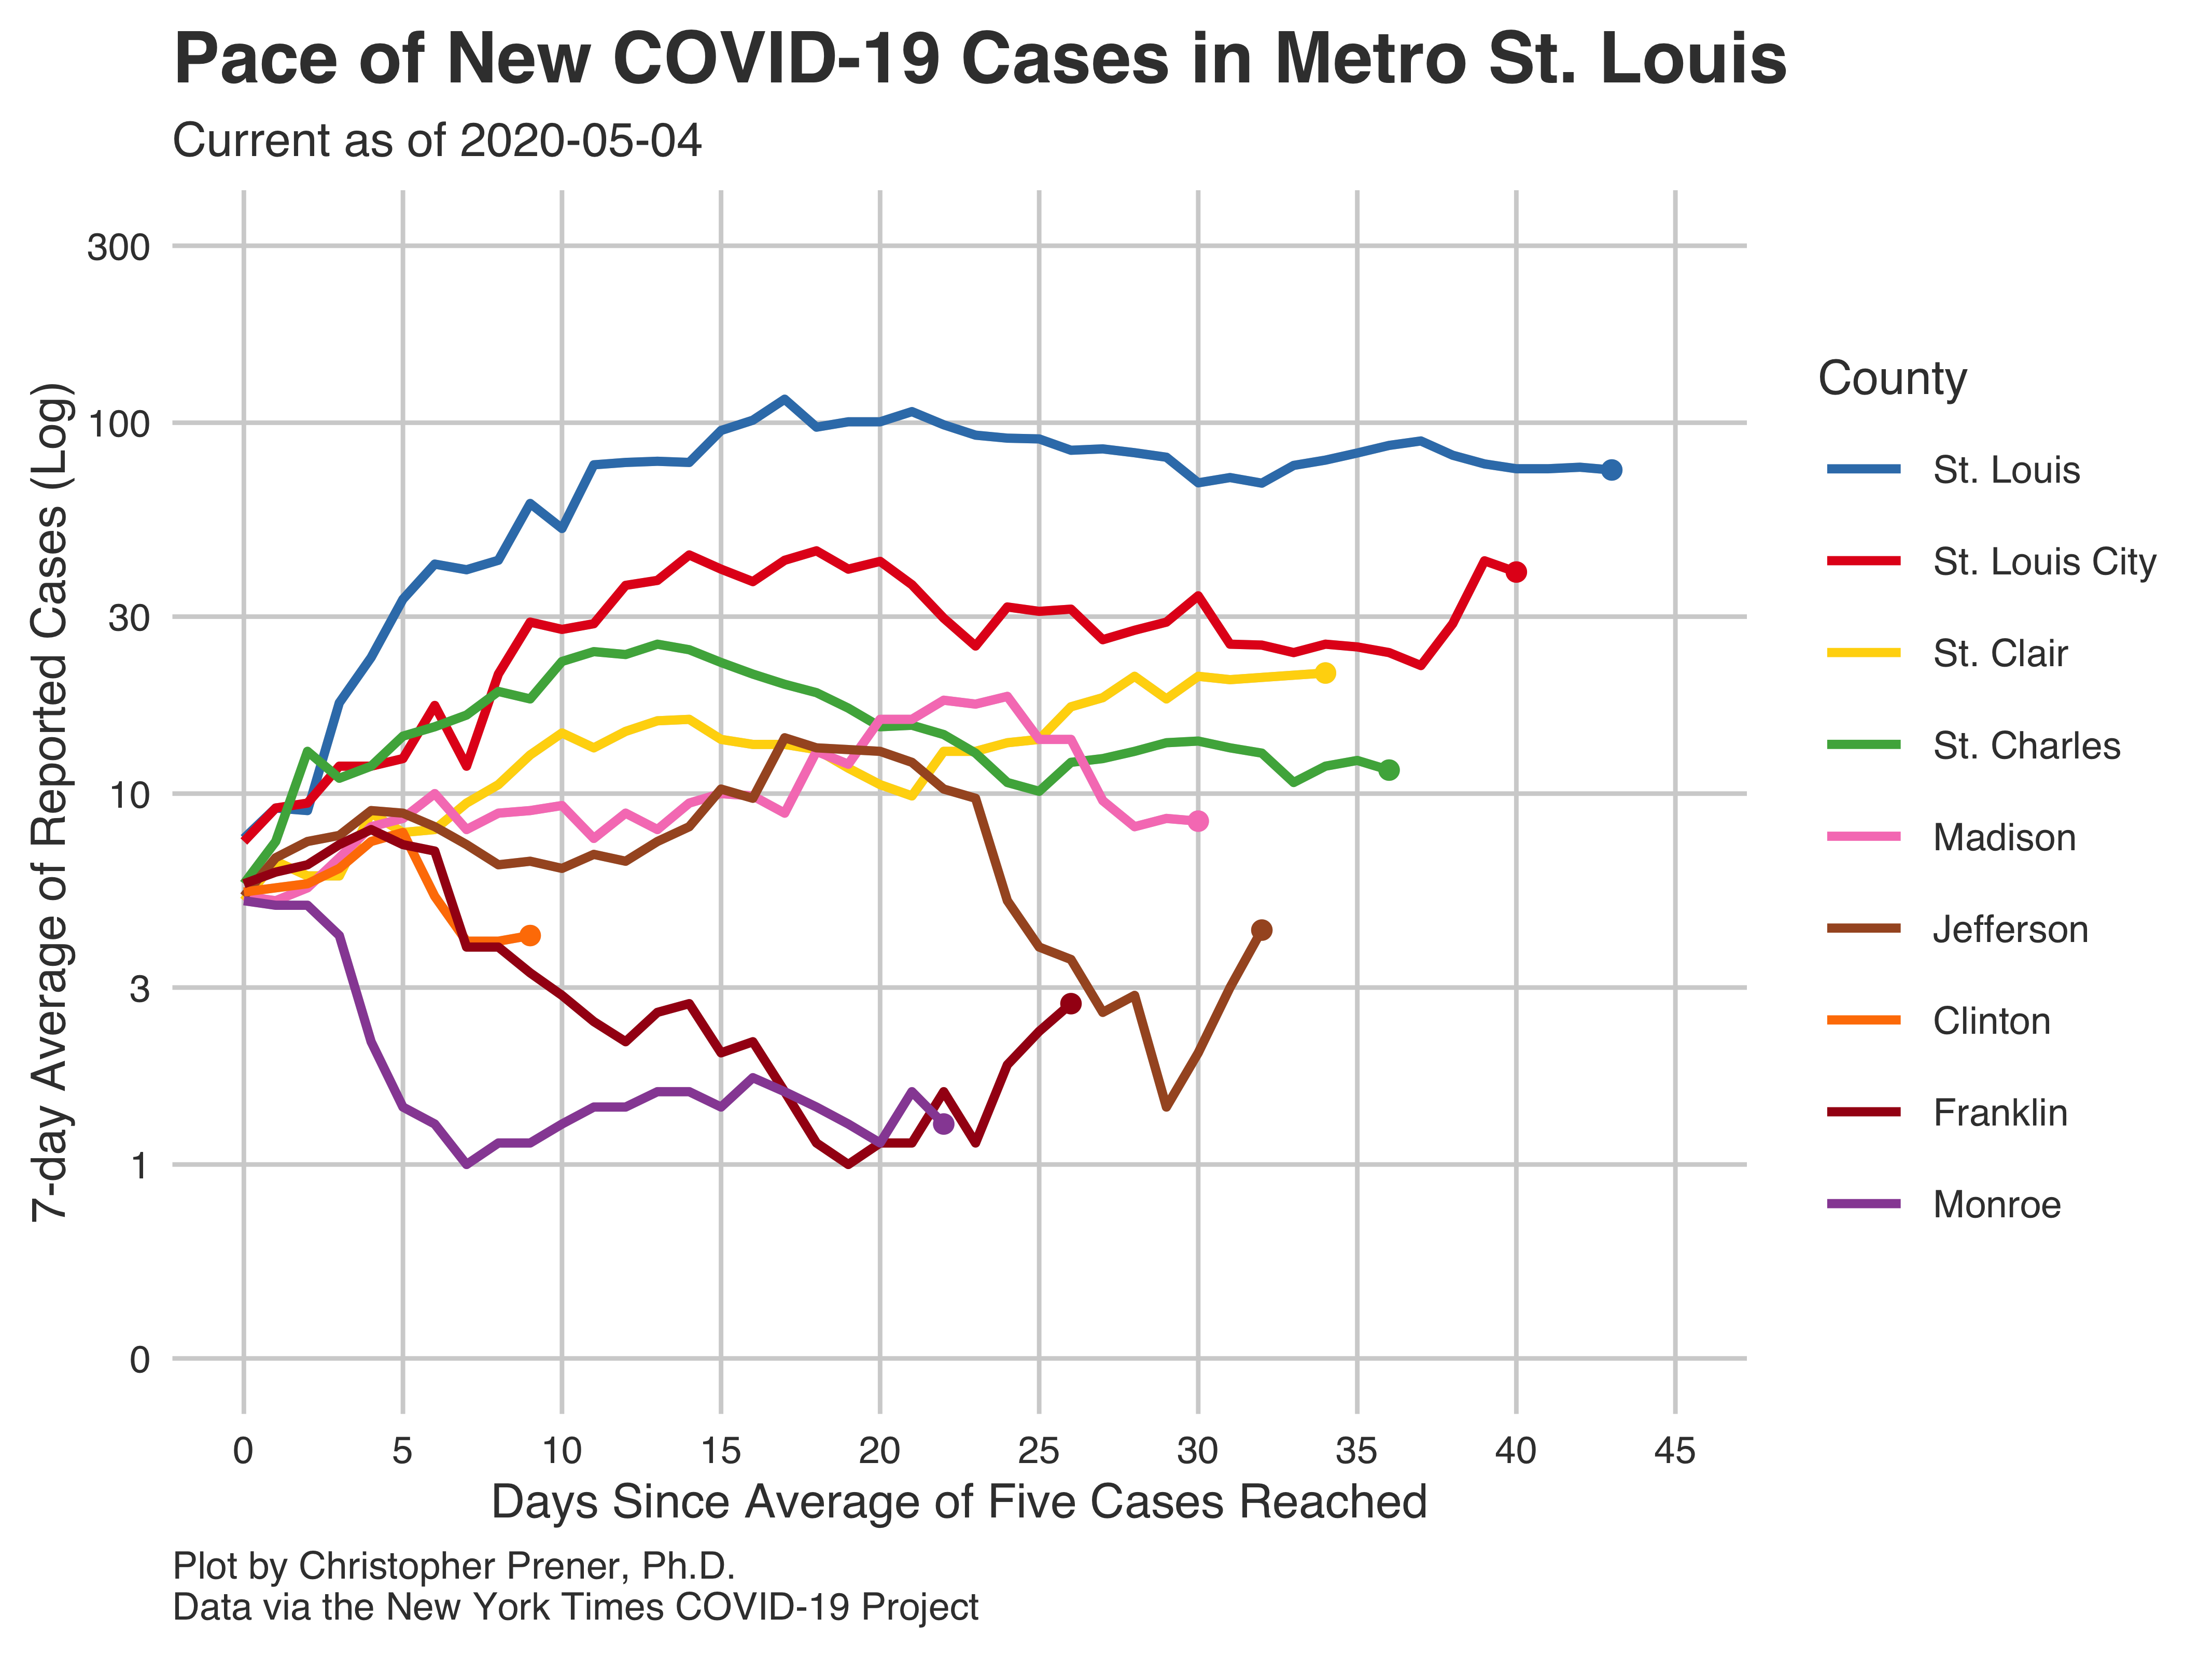 Pace of New COVID-19 Cases in Metro St. Louis
Current as of 2020-05-04
7-day Average of Reported Cases (Log)
300
100
30
10
3
1
0
0 5 10 15 20 25 30 35 40 45
Days Since Average of Five Cases Reached
County
St. Louis
St. Louis City
St. Clair
St. Charles
Madison
Jefferson
Clinton
Franklin
Monroe
Plot by Christopher Prener, Ph.D.
Data via the New York Times COVID-19 Project